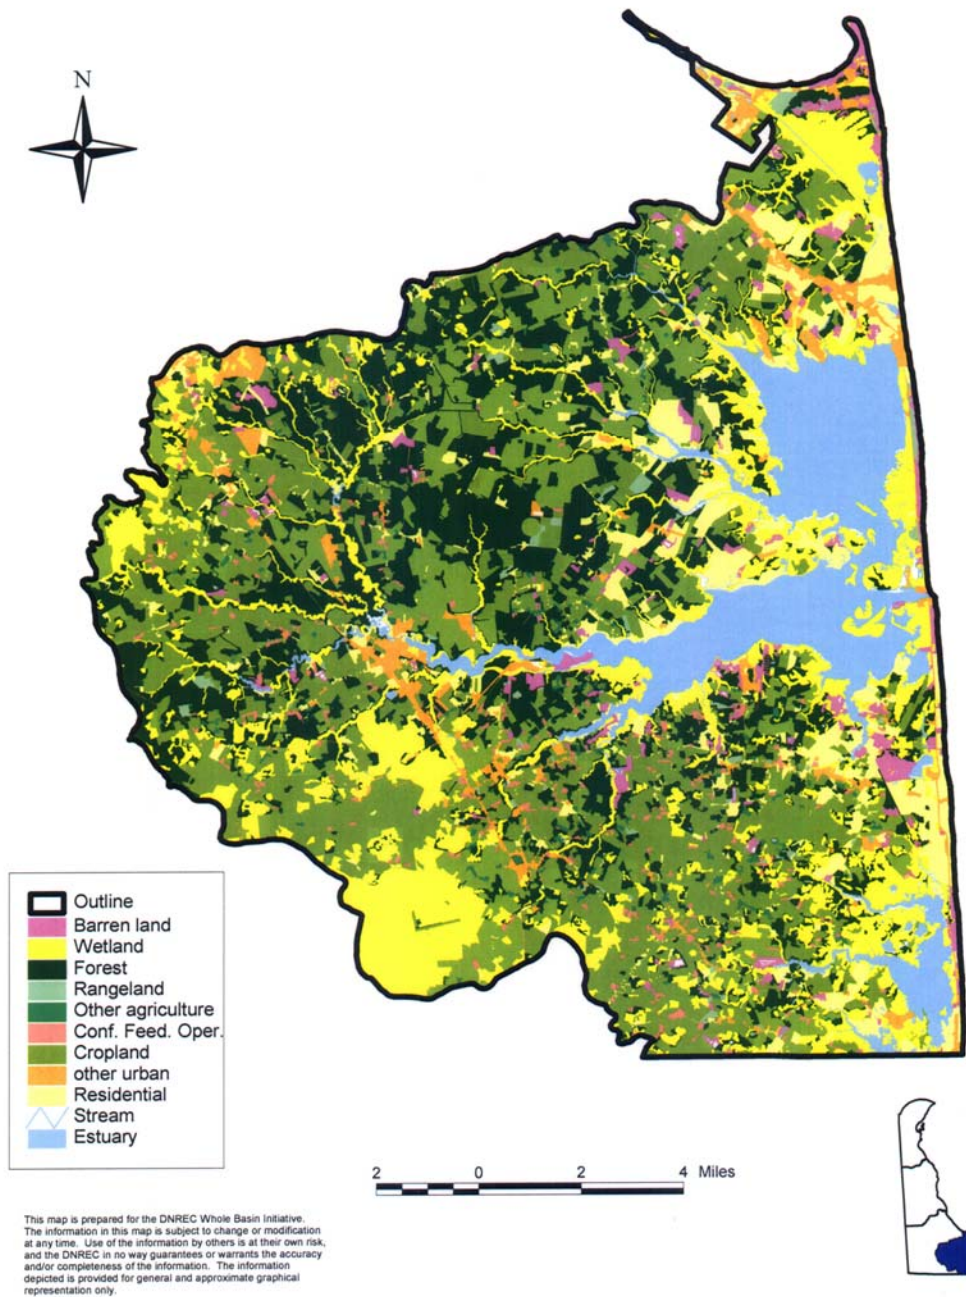 N
Outline
Barren land
Wetland
Forest
Rangeland
Other agriculture
Conf. Feed. Oper.
Cropland
other urban
Residential
Stream
Estuary
2 0 2 4 Miles
This map is prepared for the DNREC Whole Basin Initiative.
The information in this map is subject to change or modification
at any time. Use of the information by others is at their own risk,
and the DNREC in no way guarantees or warrants the accuracy
and/or completeness of the information. The information
depicted is provided for general and approximate graphical
representation only.